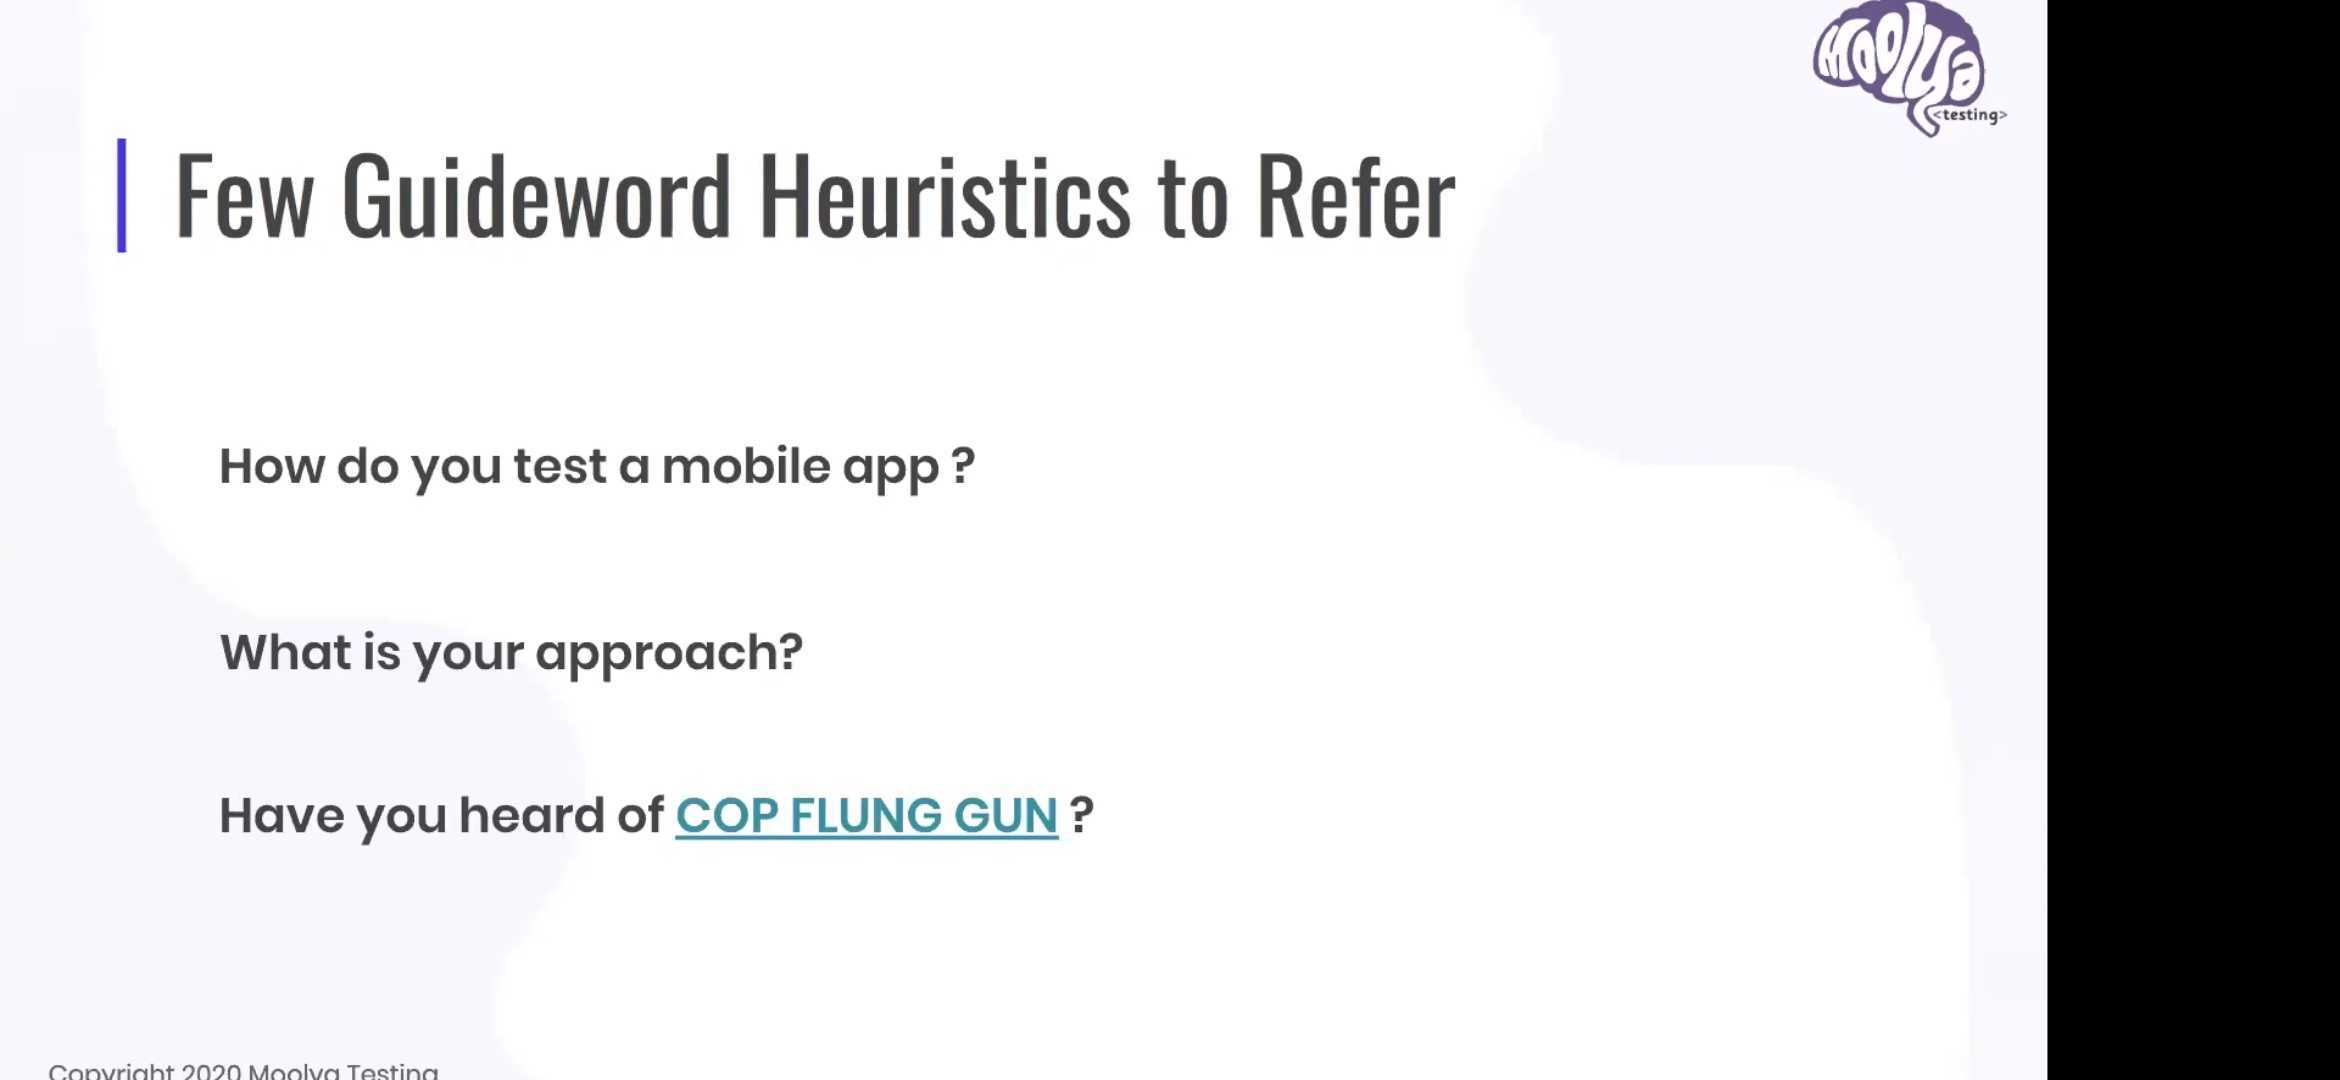 Moolya
<testing>
Few Guideword Heuristics to Refer
How do you test a mobile app ?
What is your approach?
Have you heard of COP FLUNG GUN ?
Copyright 2020 Moolya Testing